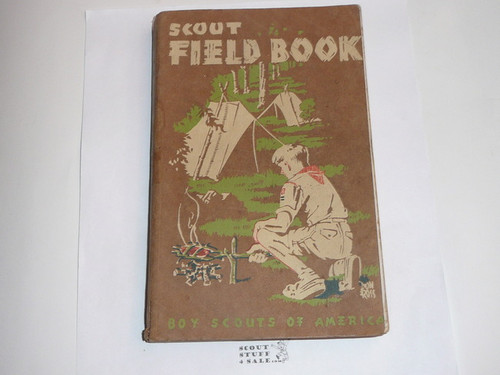 SCOUT
FIELD BOOK
BOY SCOUTS OF AMERICA
SCOUT
STUFF
4 SALE...